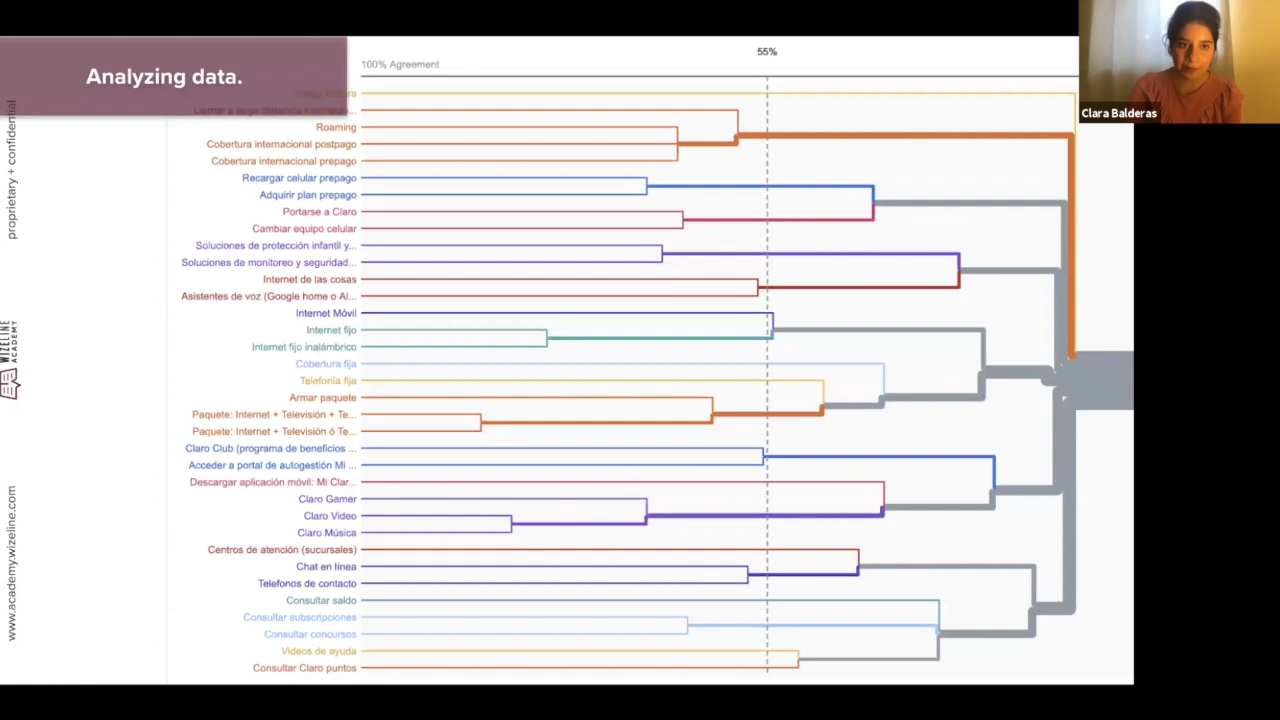 55%
Analyzing data.
100% Agreement
Clara Balderas
Roaming
Cobertura internacional postpago
Cobertura internacional prepago
Recargar celular prepago
Adquirir plan prepago
Portarse a Claro
Cambiar equipo celular
Soluciones de protección infantil y...
Soluciones de monitoreo y seguridad...
Internet de las cosas
Asistentes de voz (Google home o Al...
Internet Móvil
Internet fijo
Internet fijo inalámbrico
Cobertura fija
Telefonía fija
Armar paquete
Paquete: Internet + Televisión + Te...
Paquete: Internet + Televisión ó Te...
Claro Club (programa de beneficios ...
Acceder a portal de autogestión Mi ...
Descargar aplicación móvil: Mi Clar...
Claro Gamer
Claro Video
Claro Música
Centros de atención (sucursales)
Chat en línea
Telefonos de contacto
Consultar saldo
Consultar subscripciones
Consultar concursos
Videos de ayuda
Consultar Claro puntos
proprietary + confidential
WIZELINE
ACADEMY
www.academy.wizeline.com